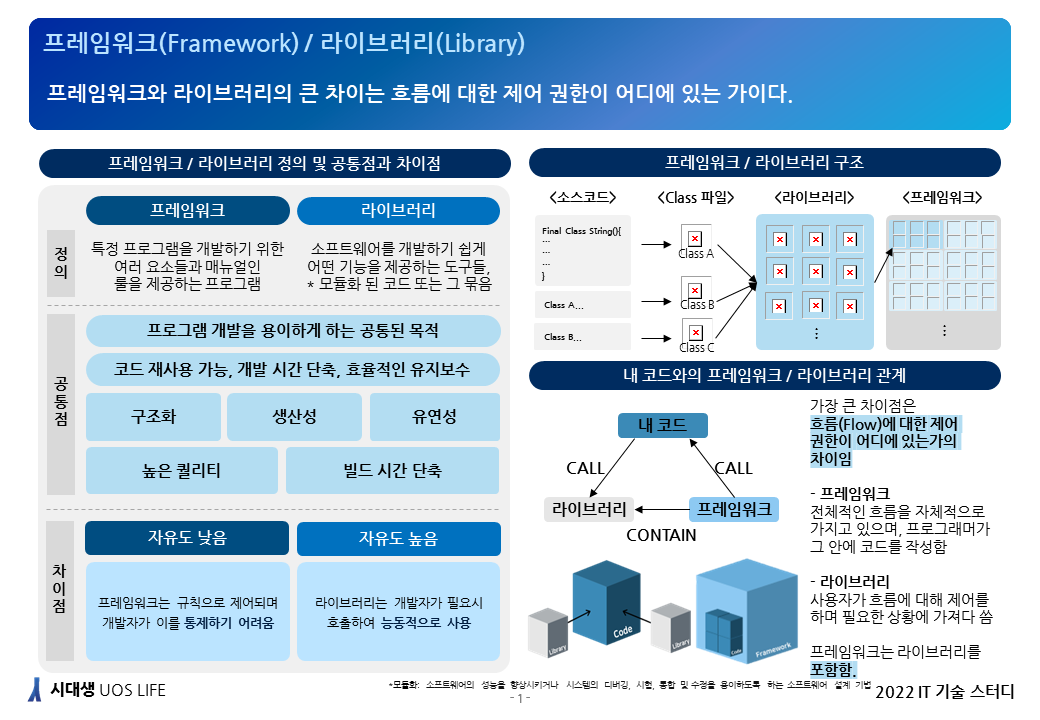 프레임워크(Framework) / 라이브러리(Library)
프레임워크와 라이브러리의 큰 차이는 흐름에 대한 제어 권한이 어디에 있는 가이다.
프레임워크 / 라이브러리 정의 및 공통점과 차이점
프레임워크
라이브러리
정의
특정 프로그램을 개발하기 위한
여러 요소들과 매뉴얼인
룰을 제공하는 프로그램
소프트웨어를 개발하기 쉽게
어떤 기능을 제공하는 도구들,
* 모듈화 된 코드 또는 그 묶음
공통점
프로그램 개발을 용이하게 하는 공통된 목적
코드 재사용 가능, 개발 시간 단축, 효율적인 유지보수
구조화
생산성
유연성
높은 퀄리티
빌드 시간 단축
차이점
자유도 낮음
자유도 높음
프레임워크는 규칙으로 제어되며
개발자가 이를 통제하기 어려움
라이브러리는 개발자가 필요시
호출하여 능동적으로 사용
프레임워크 / 라이브러리 구조
<소스코드>
<Class 파일>
<라이브러리>
<프레임워크>
Final Class String(){
...
...
...
}
Class A...
Class B...
Class A
Class B
Class C
⋮
⋮
내 코드와의 프레임워크 / 라이브러리 관계
내 코드
CALL
CALL
라이브러리
프레임워크
CONTAIN
Library
Code
Library
Code
Framework
가장 큰 차이점은
흐름(Flow)에 대한 제어
권한이 어디에 있는가의
차이임
- 프레임워크
전체적인 흐름을 자체적으로
가지고 있으며, 프로그래머가
그 안에 코드를 작성함
- 라이브러리
사용자가 흐름에 대해 제어를
하며 필요한 상황에 가져다 씀
프레임워크는 라이브러리를
포함함.
*모듈화: 소프트웨어의 성능을 향상시키거나 시스템의 디버깅, 시험, 통합 및 수정을 용이하도록 하는 소프트웨어 설계 기법
시대생 UOS LIFE
- 1 -
2022 IT 기술 스터디